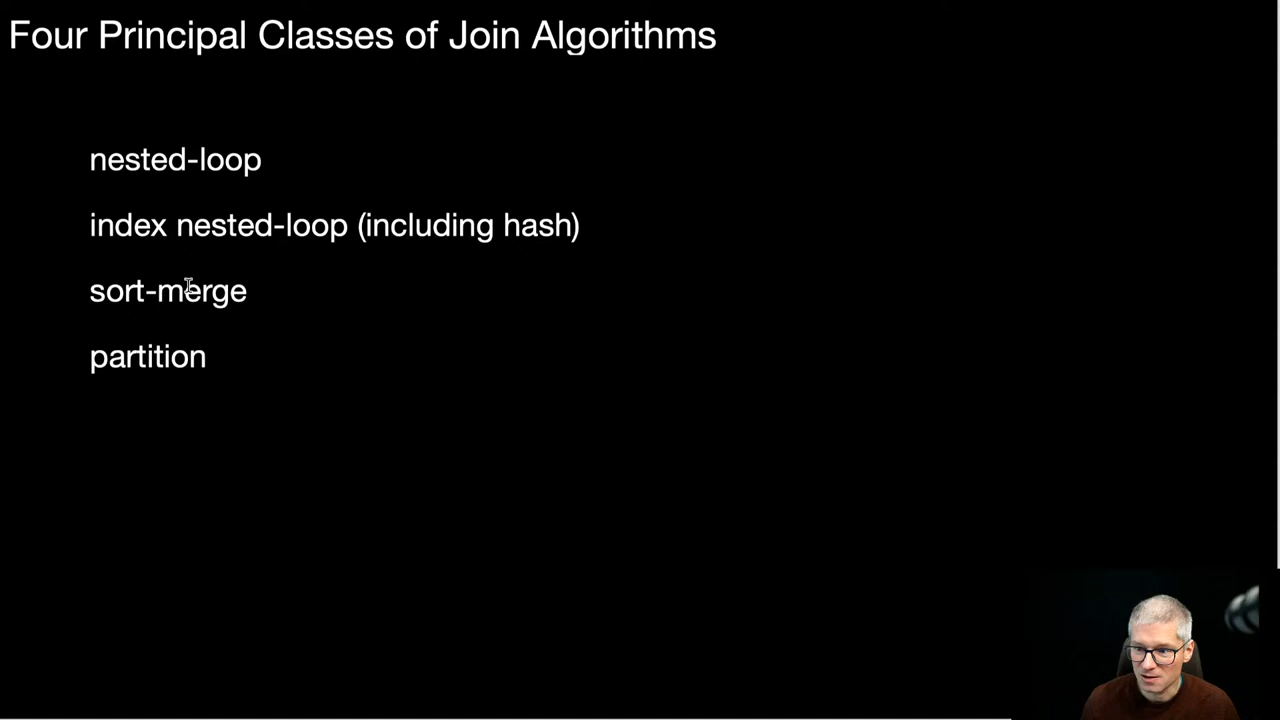 Four Principal Classes of Join Algorithms
nested-loop
index nested-loop (including hash)
sort-merge
partition